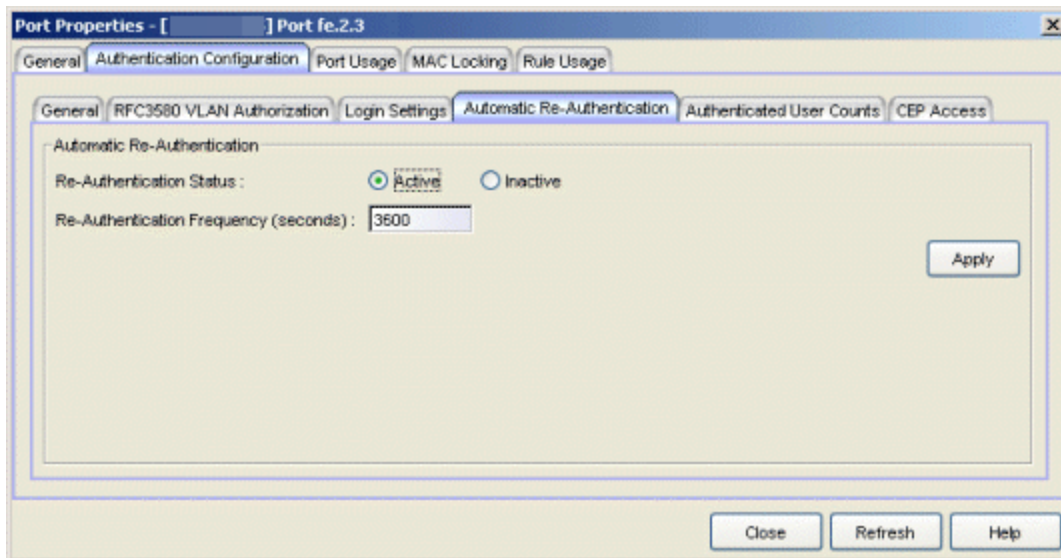 Port Properties - [ ] Port fe.2.3
General Authentication Configuration Port Usage MAC Locking Rule Usage
General RFC3580 VLAN Authorization Login Settings Automatic Re-Authentication Authenticated User Counts CEP Access
Automatic Re-Authentication
Re-Authentication Status : Active Inactive
Re-Authentication Frequency (seconds) : 3600
Apply
Close Refresh Help